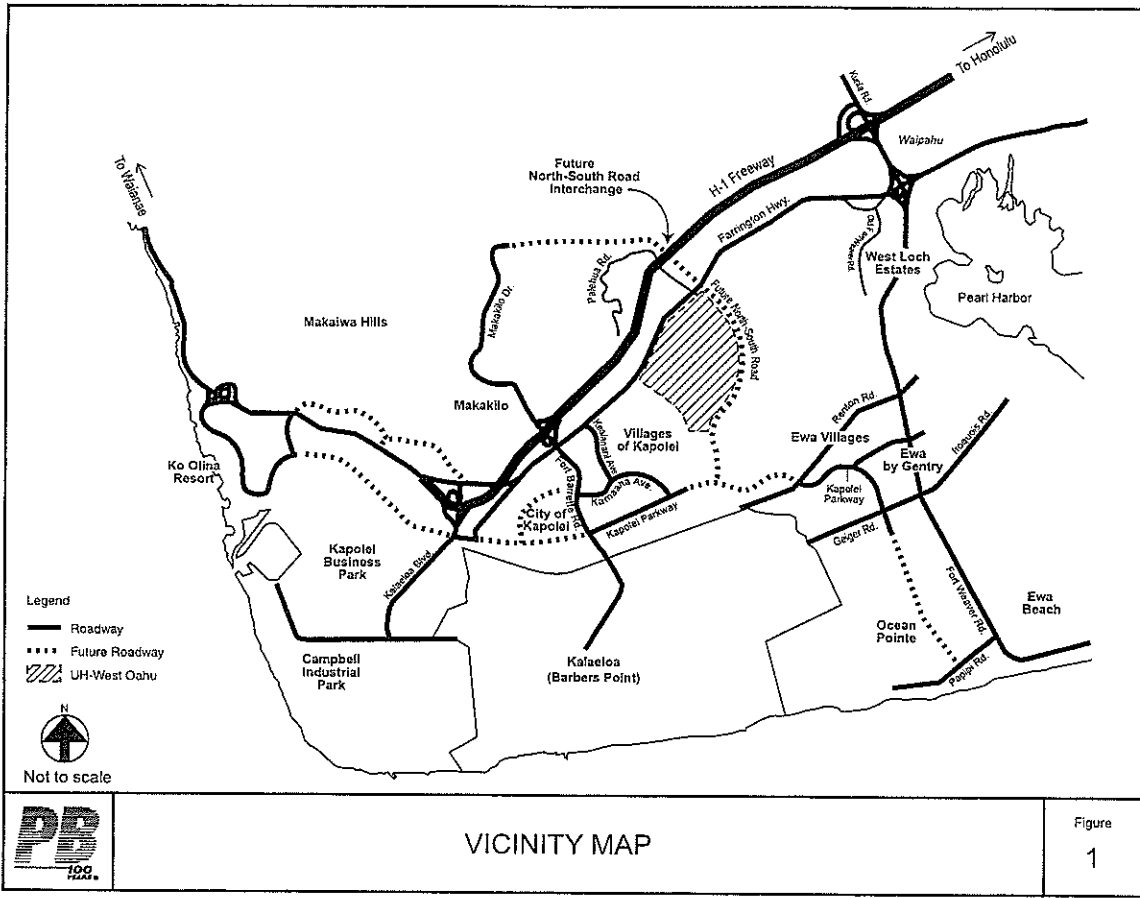 To Honolulu
Kunia Rd.
Waipahu
To Waianae
Future
North-South Road
Interchange
H-1 Freeway
Farrington Hwy.
West Loch
Estates
Pearl Harbor
Palehua Rd.
Makakilo Dr.
Future North-South Road
Makaiwa Hills
Makakilo
Renton Rd.
Iroquois Rd.
Villages
of Kapolei
Ewa Villages
Ewa
by Gentry
Ko Olina
Resort
Kamaaha Ave.
Fort Barrette Rd.
City of
Kapolei
Kapolei Parkway
Kapolei
Parkway
Geiger Rd.
Kapolei
Business
Park
Kalaeloa Blvd.
Fort Weaver Rd.
Ewa
Beach
Ocean
Pointe
Papipi Rd.
Campbell
Industrial
Park
Kalaeloa
(Barbers Point)
Legend
Roadway
Future Roadway
UH-West Oahu
N
Not to scale
PB
100
YEARS
VICINITY MAP
Figure
1